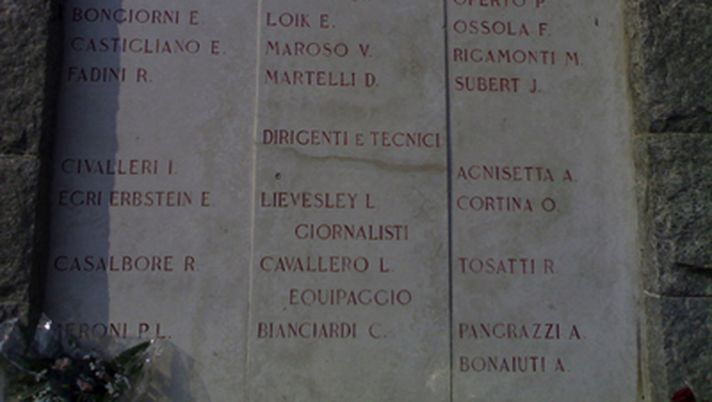 BONGIORNI E. LOIK E. OPERTO P.
CASTIGLIANO E. MAROSO V. OSSOLA F.
FADINI R. MARTELLI D. RIGAMONTI M.
SUBERT J.
DIRIGENTI E TECNICI
CIVALLERI I. AGNISETTA A.
EGRI ERBSTEIN E. LIEVESLEY L. CORTINA O.
GIORNALISTI
CASALBORE R. CAVALLERO L. TOSATTI R.
EQUIPAGGIO
MERONI P.L. BIANCIARDI C. PANGRAZZI A.
BONAIUTI A.